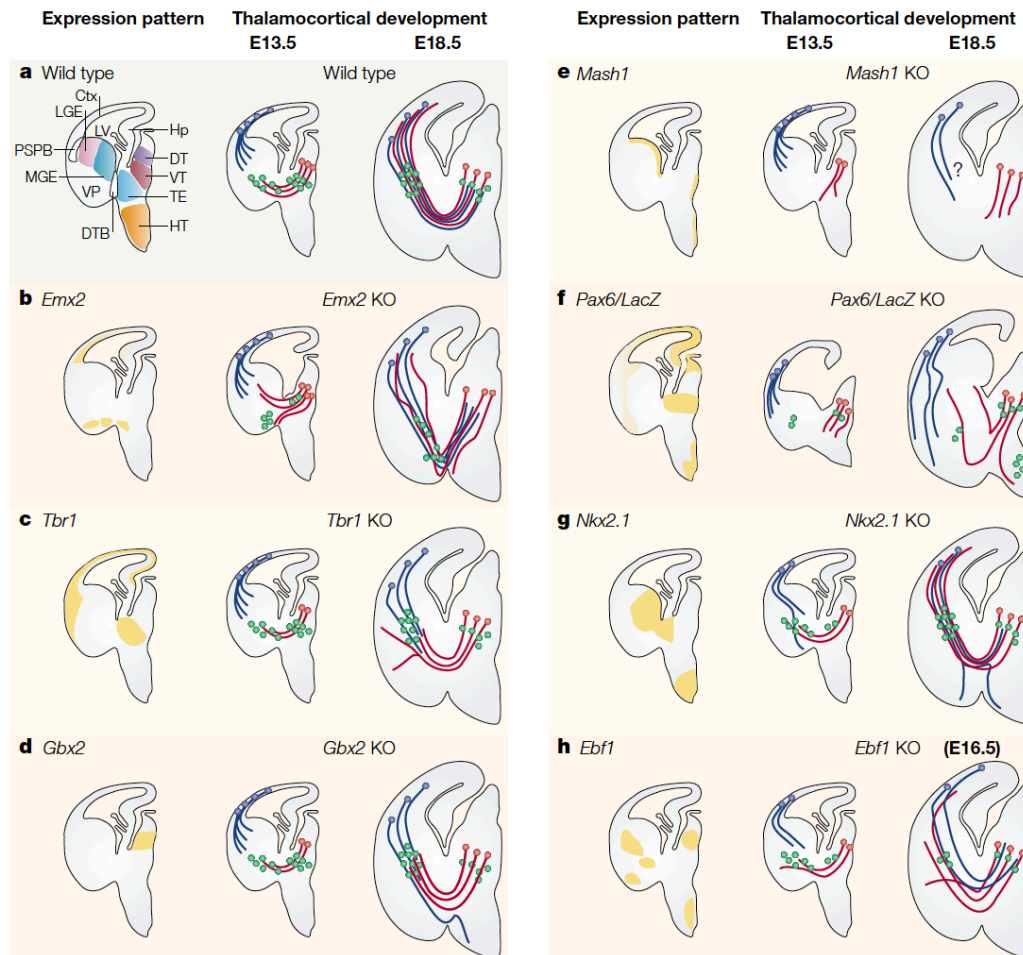 Expression pattern
Thalamocortical development
E13.5
E18.5
a Wild type
Wild type
Ctx
LGE
LV
Hp
PSPB
DT
MGE
VT
VP
TE
DTB
HT
b Emx2
Emx2 KO
c Tbr1
Tbr1 KO
d Gbx2
Gbx2 KO
Expression pattern
Thalamocortical development
E13.5
E18.5
e Mash1
Mash1 KO
?
f Pax6/LacZ
Pax6/LacZ KO
g Nkx2.1
Nkx2.1 KO
h Ebf1
Ebf1 KO (E16.5)